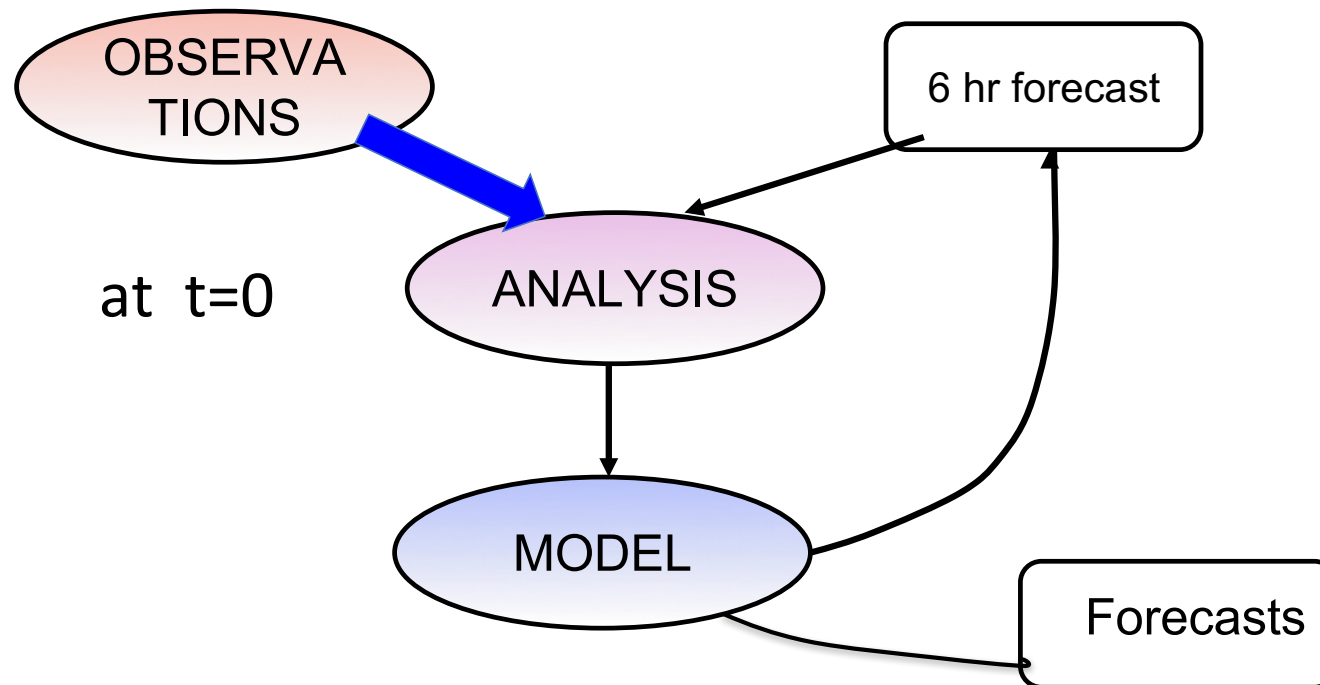 OBSERVA
TIONS
6 hr forecast
at t=0
ANALYSIS
MODEL
Forecasts